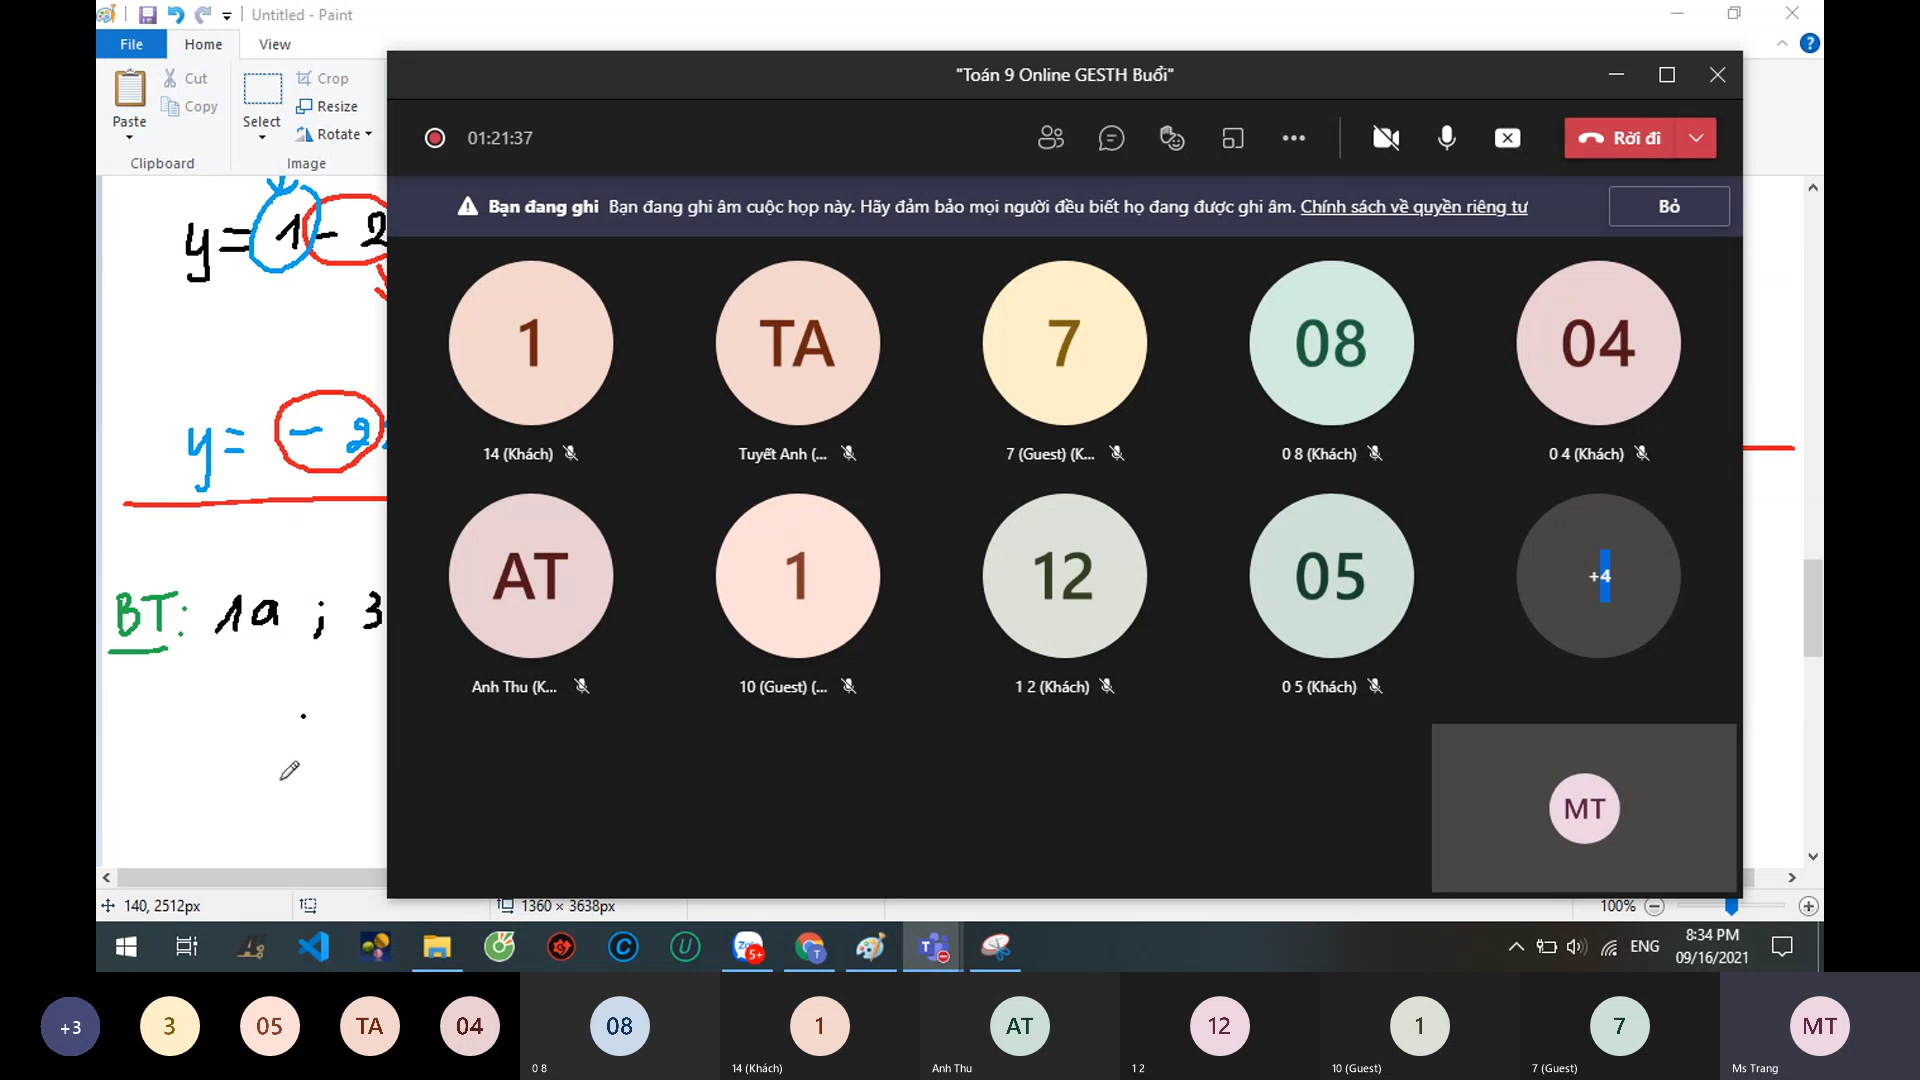 Untitled - Paint
File Home View
Paste
Cut
Copy
Clipboard
Select
Crop
Resize
Rotate
Image
"Toán 9 Online GESTH Buổi"
01:21:37
Rời đi
Bạn đang ghi Bạn đang ghi âm cuộc họp này. Hãy đảm bảo mọi người đều biết họ đang được ghi âm. Chính sách về quyền riêng tư
Bỏ
y = 1 - 2
y = - 2
BT: 1a ; 3
1 TA 7 08 04
14 (Khách) Tuyết Anh (... 7 (Guest) (K... 0 8 (Khách) 0 4 (Khách)
AT 1 12 05 +4
Anh Thu (K... 10 (Guest) (... 1 2 (Khách) 0 5 (Khách)
MT
140, 2512px
1360 × 3638px
100%
5+
ENG
8:34 PM
09/16/2021
+3 3 05 TA 04 08 1 AT 12 1 7 MT
0 8 14 (Khách) Anh Thu 1 2 10 (Guest) 7 (Guest) Ms Trang